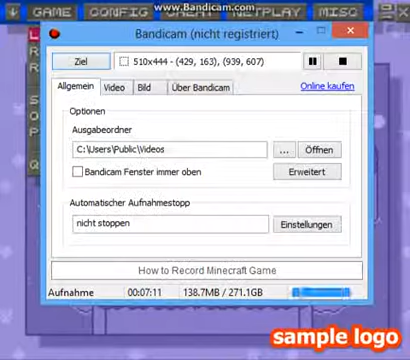 www.Bandicam.com
GAME CONFIG CHEAT NETPLAY MISC
Bandicam (nicht registriert)
Ziel
510x444 - (429, 163), (939, 607)
Allgemein Video Bild Über Bandicam Online kaufen
Optionen
Ausgabeordner
C:\Users\Public\Videos ... Öffnen
Bandicam Fenster immer oben Erweitert
Automatischer Aufnahmestopp
nicht stoppen Einstellungen
How to Record Minecraft Game
Aufnahme 00:07:11 138.7MB / 271.1GB
sample logo